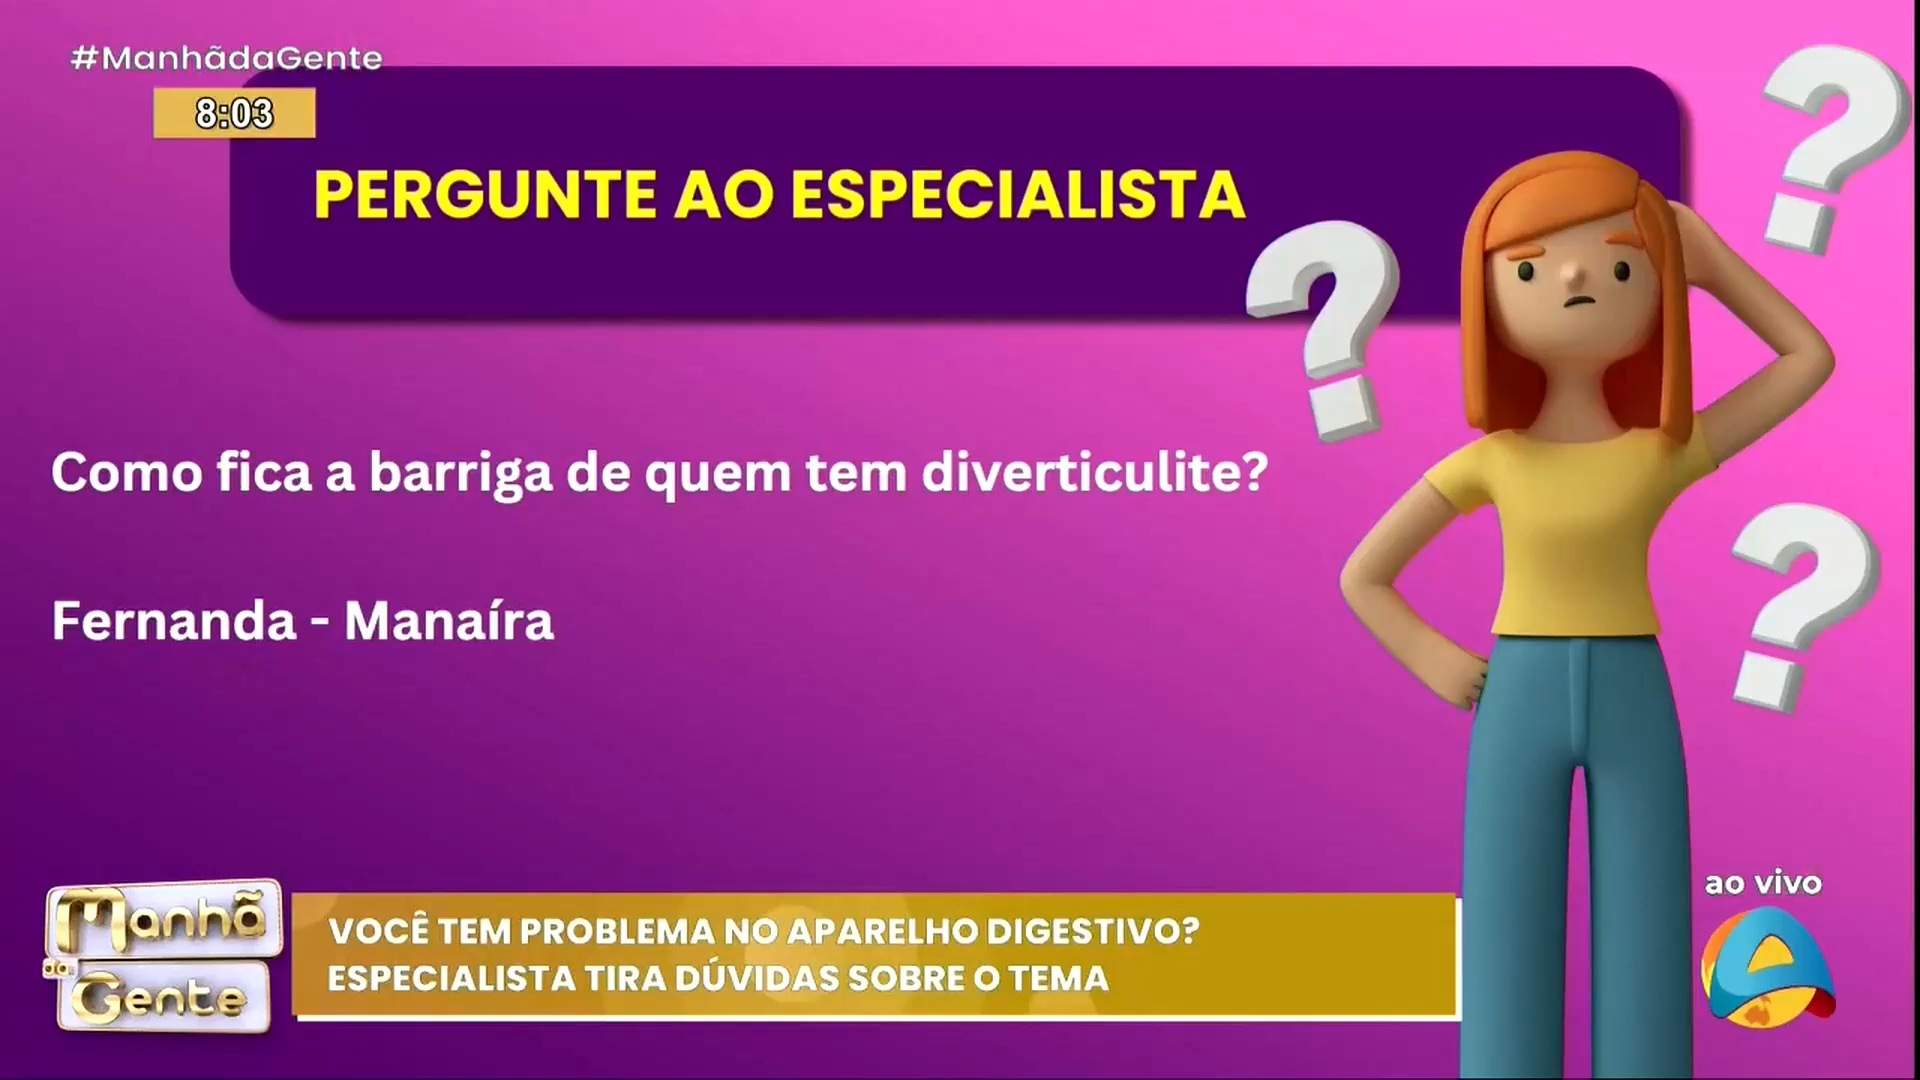 #ManhãdaGente
8:03
PERGUNTE AO ESPECIALISTA
Como fica a barriga de quem tem diverticulite?
Fernanda - Manaíra
Manhã
da
Gente
VOCÊ TEM PROBLEMA NO APARELHO DIGESTIVO?
ESPECIALISTA TIRA DÚVIDAS SOBRE O TEMA
ao vivo